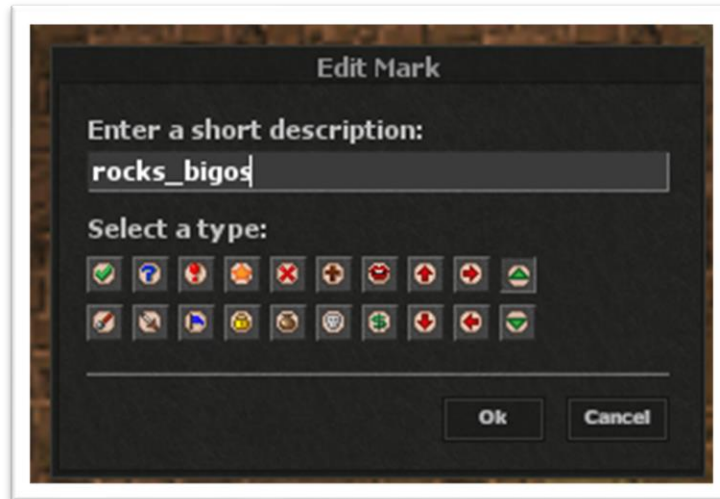 Edit Mark
Enter a short description:
rocks_bigos
Select a type:
Ok Cancel